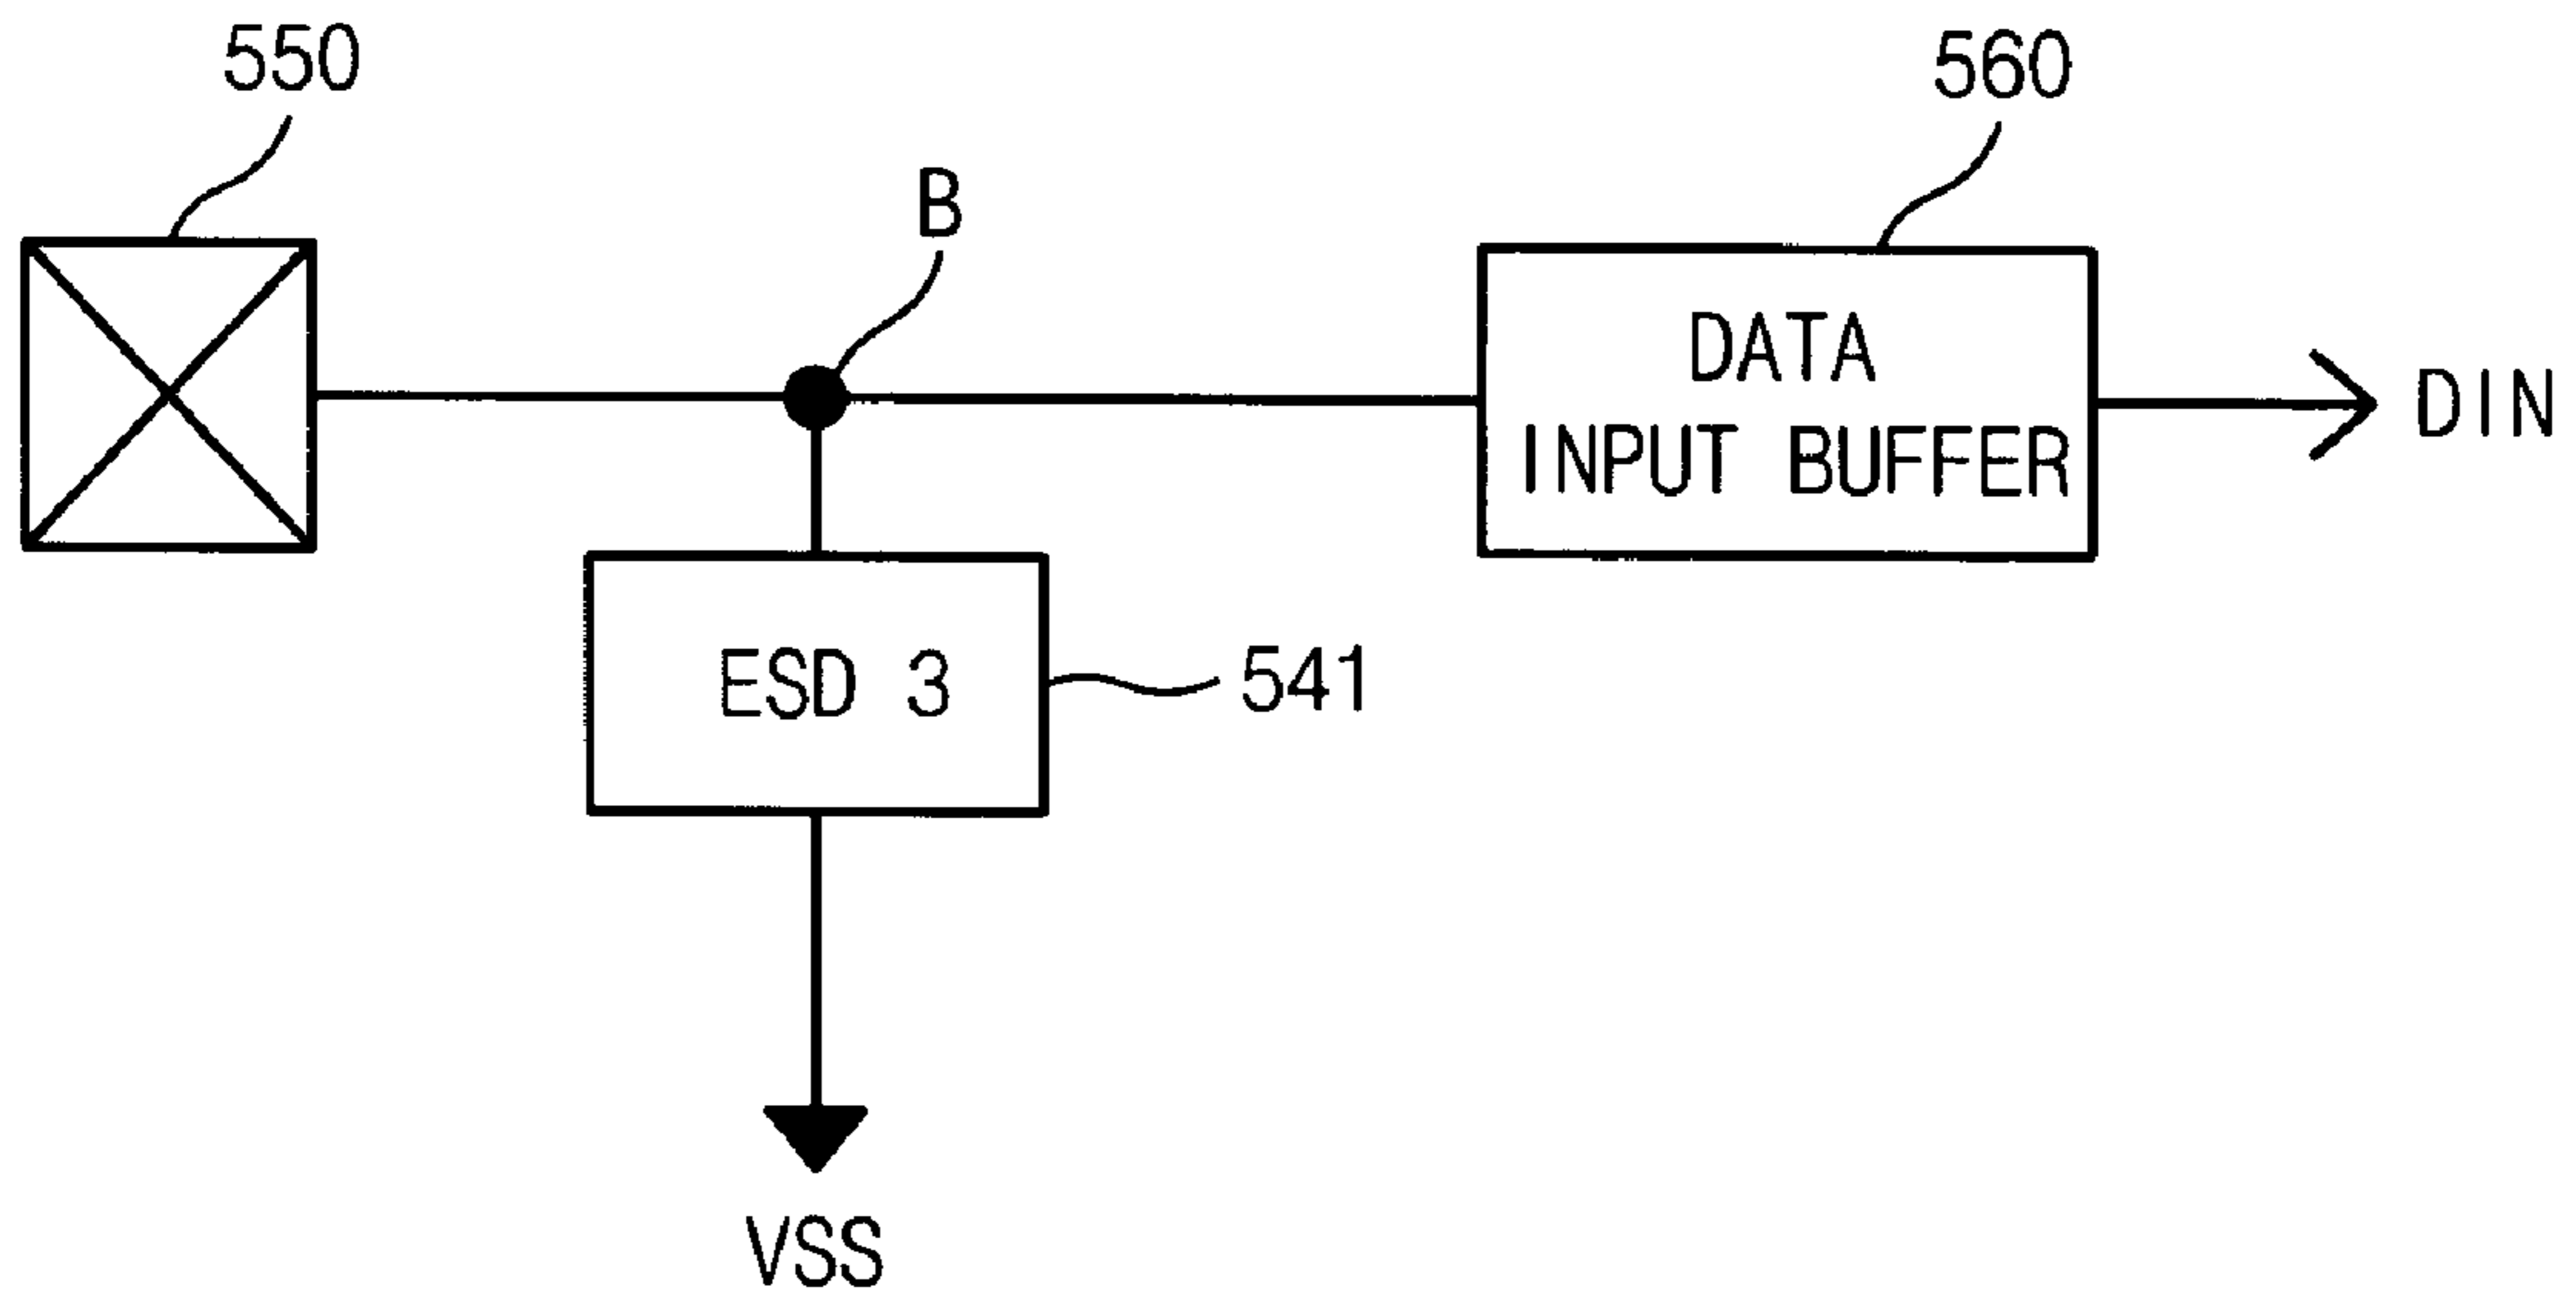 550
560
B
DATA
INPUT BUFFER
DIN
ESD 3
541
VSS